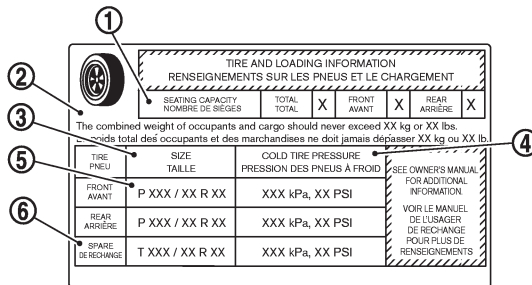 ①
TIRE AND LOADING INFORMATION
RENSEIGNEMENTS SUR LES PNEUS ET LE CHARGEMENT
②
SEATING CAPACITY
NOMBRE DE SIÈGES
TOTAL
TOTAL
X
FRONT
AVANT
X
REAR
ARRIÈRE
X
The combined weight of occupants and cargo should never exceed XX kg or XX lbs.
poids total des occupants et des marchandises ne doit jamais dépasser XX kg ou XX lb.
③
④
TIRE
PNEU
SIZE
TAILLE
COLD TIRE PRESSURE
PRESSION DES PNEUS À FROID
SEE OWNER'S MANUAL
FOR ADDITIONAL
INFORMATION.
VOIR LE MANUEL
DE L'USAGER
DE RECHANGE
POUR PLUS DE
RENSEIGNEMENTS
⑤
FRONT
AVANT
P XXX / XX R XX
XXX kPa, XX PSI
REAR
ARRIÈRE
P XXX / XX R XX
XXX kPa, XX PSI
⑥
SPARE
DE RECHANGE
T XXX / XX R XX
XXX kPa, XX PSI